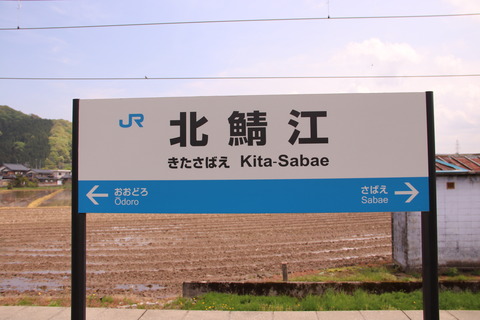 JR 北鯖江
きたさばえ Kita-Sabae
← おおどろ さばえ →
Ōdoro Sabae